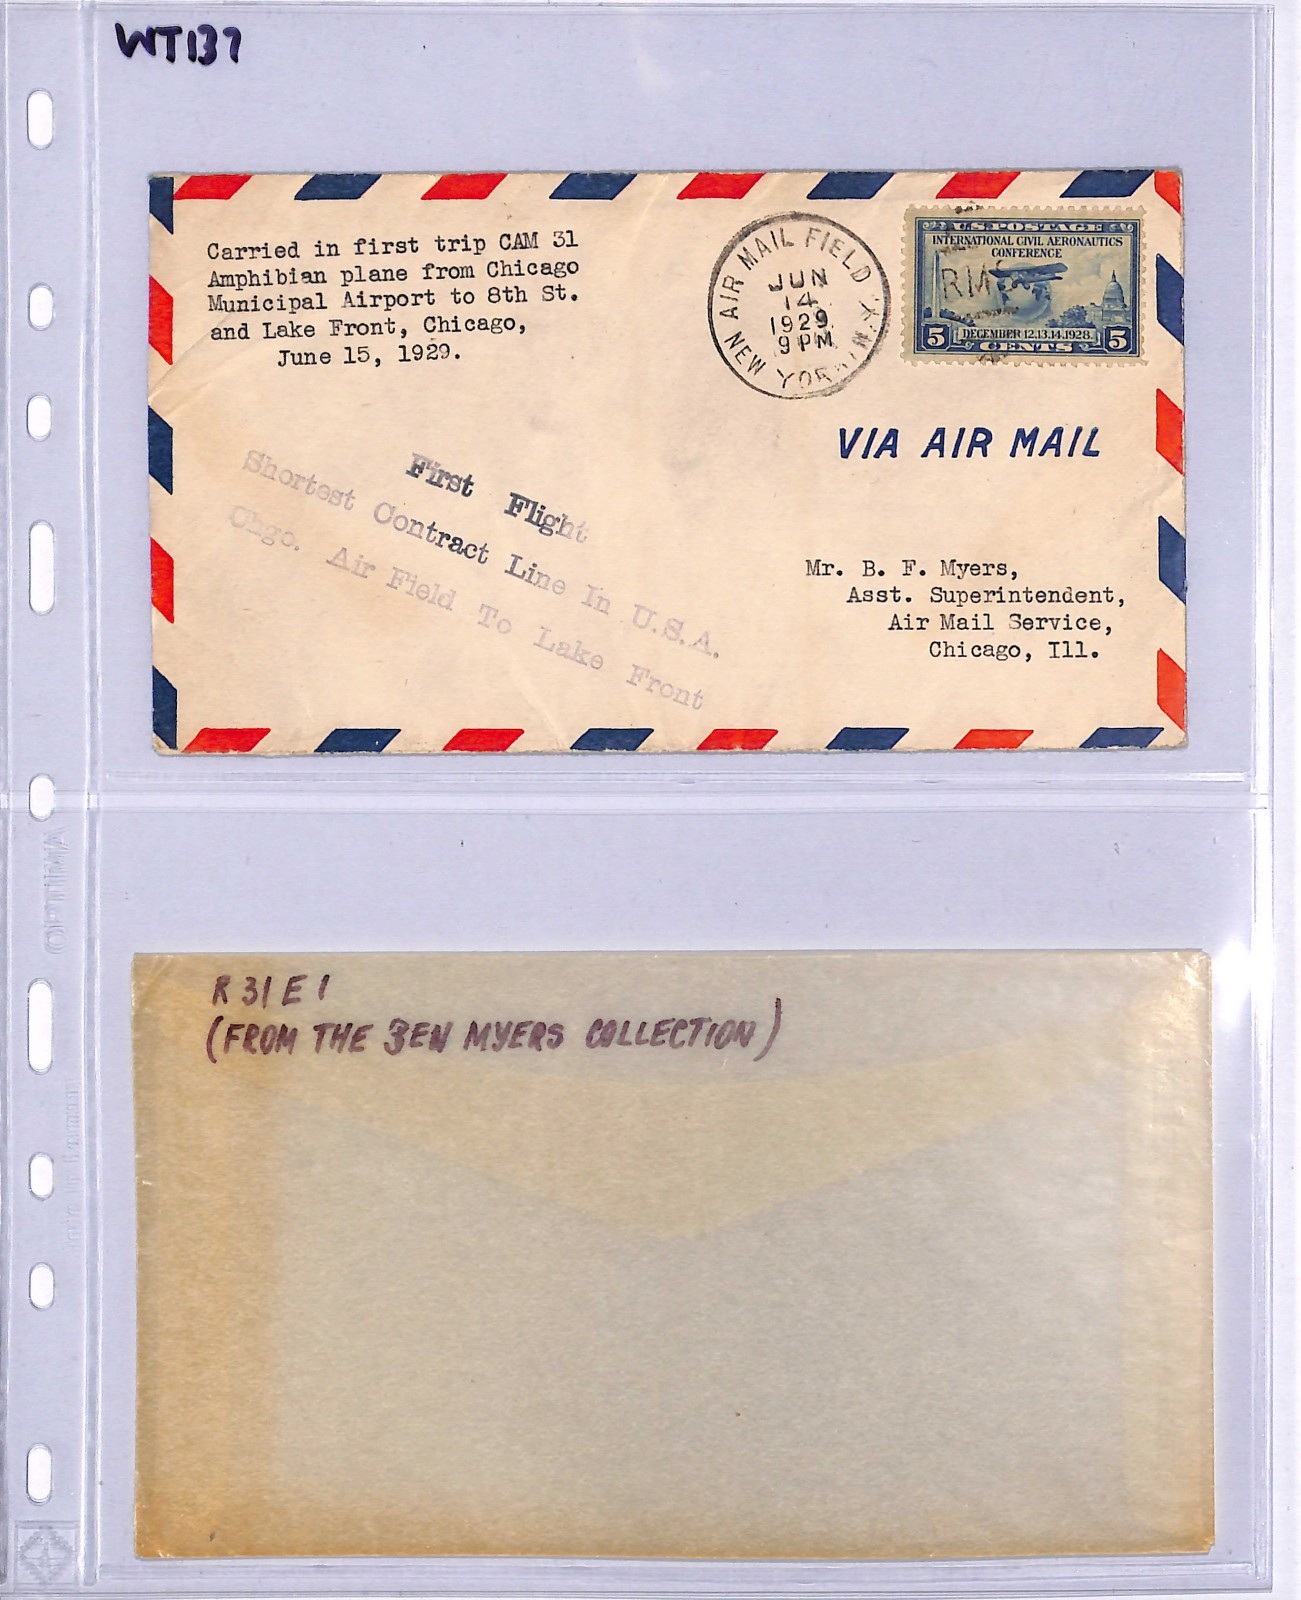 WT137
Carried in first trip CAM 31
Amphibian plane from Chicago
Municipal Airport to 8th St.
and Lake Front, Chicago,
June 15, 1929.
AIR MAIL FIELD
NEW YORK
JUN
14
1929
9 PM
U.S. POSTAGE
INTERNATIONAL CIVIL AERONAUTICS
CONFERENCE
5
DECEMBER 12.13.14.1928.
CENTS
5
VIA AIR MAIL
First Flight
Shortest Contract Line In U.S.A.
Chgo. Air Field To Lake Front
Mr. B. F. Myers,
Asst. Superintendent,
Air Mail Service,
Chicago, Ill.
OPTIMA
R 31 E 1
(FROM THE BEN MYERS COLLECTION)